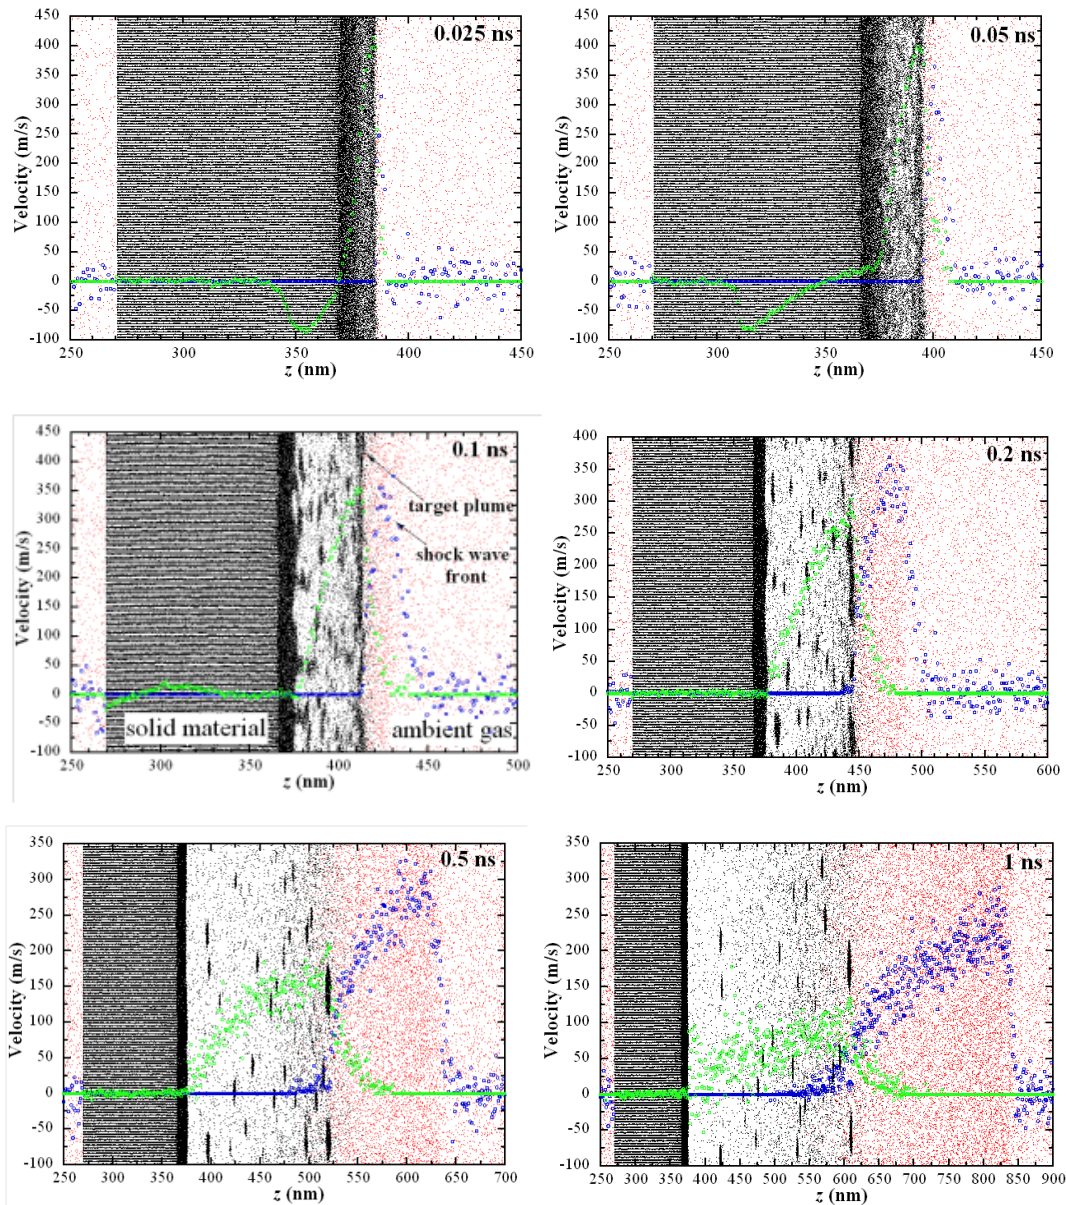 0.025 ns
Velocity (m/s)
450
400
350
300
250
200
150
100
50
0
-50
-100
250 300 350 400 450
z (nm)
0.05 ns
Velocity (m/s)
450
400
350
300
250
200
150
100
50
0
-50
-100
250 300 350 400 450
z (nm)
0.1 ns
target plume
shock wave
front
solid material
ambient gas
Velocity (m/s)
450
400
350
300
250
200
150
100
50
0
-50
-100
250 300 350 400 450 500
z (nm)
0.2 ns
Velocity (m/s)
400
350
300
250
200
150
100
50
0
-50
-100
250 300 350 400 450 500 550 600
z (nm)
0.5 ns
Velocity (m/s)
350
300
250
200
150
100
50
0
-50
-100
250 300 350 400 450 500 550 600 650 700
z (nm)
1 ns
Velocity (m/s)
350
300
250
200
150
100
50
0
-50
-100
250 300 350 400 450 500 550 600 650 700 750 800 850 900
z (nm)